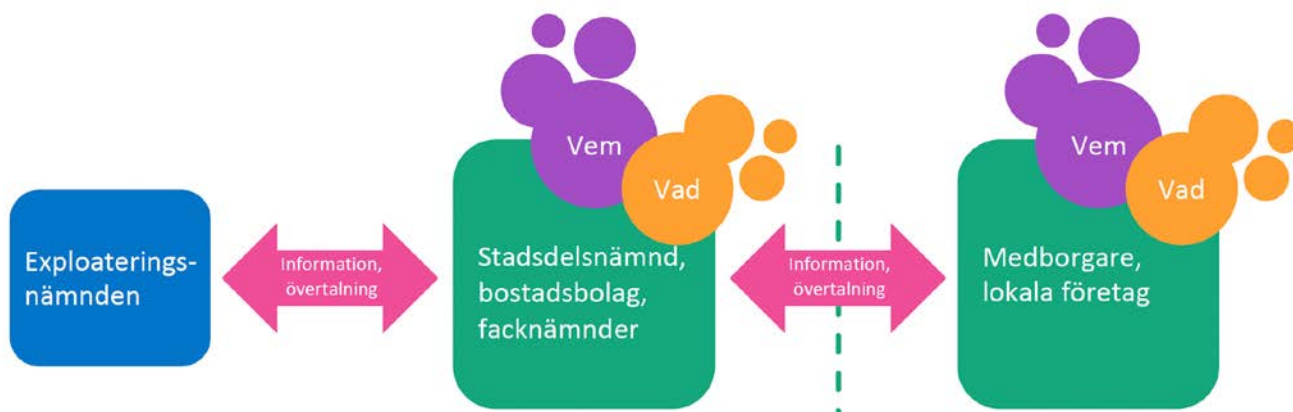 Exploaterings-
nämnden
Information,
övertalning
Vem
Vad
Stadsdelsnämnd,
bostadsbolag,
facknämnder
Information,
övertalning
Vem
Vad
Medborgare,
lokala företag